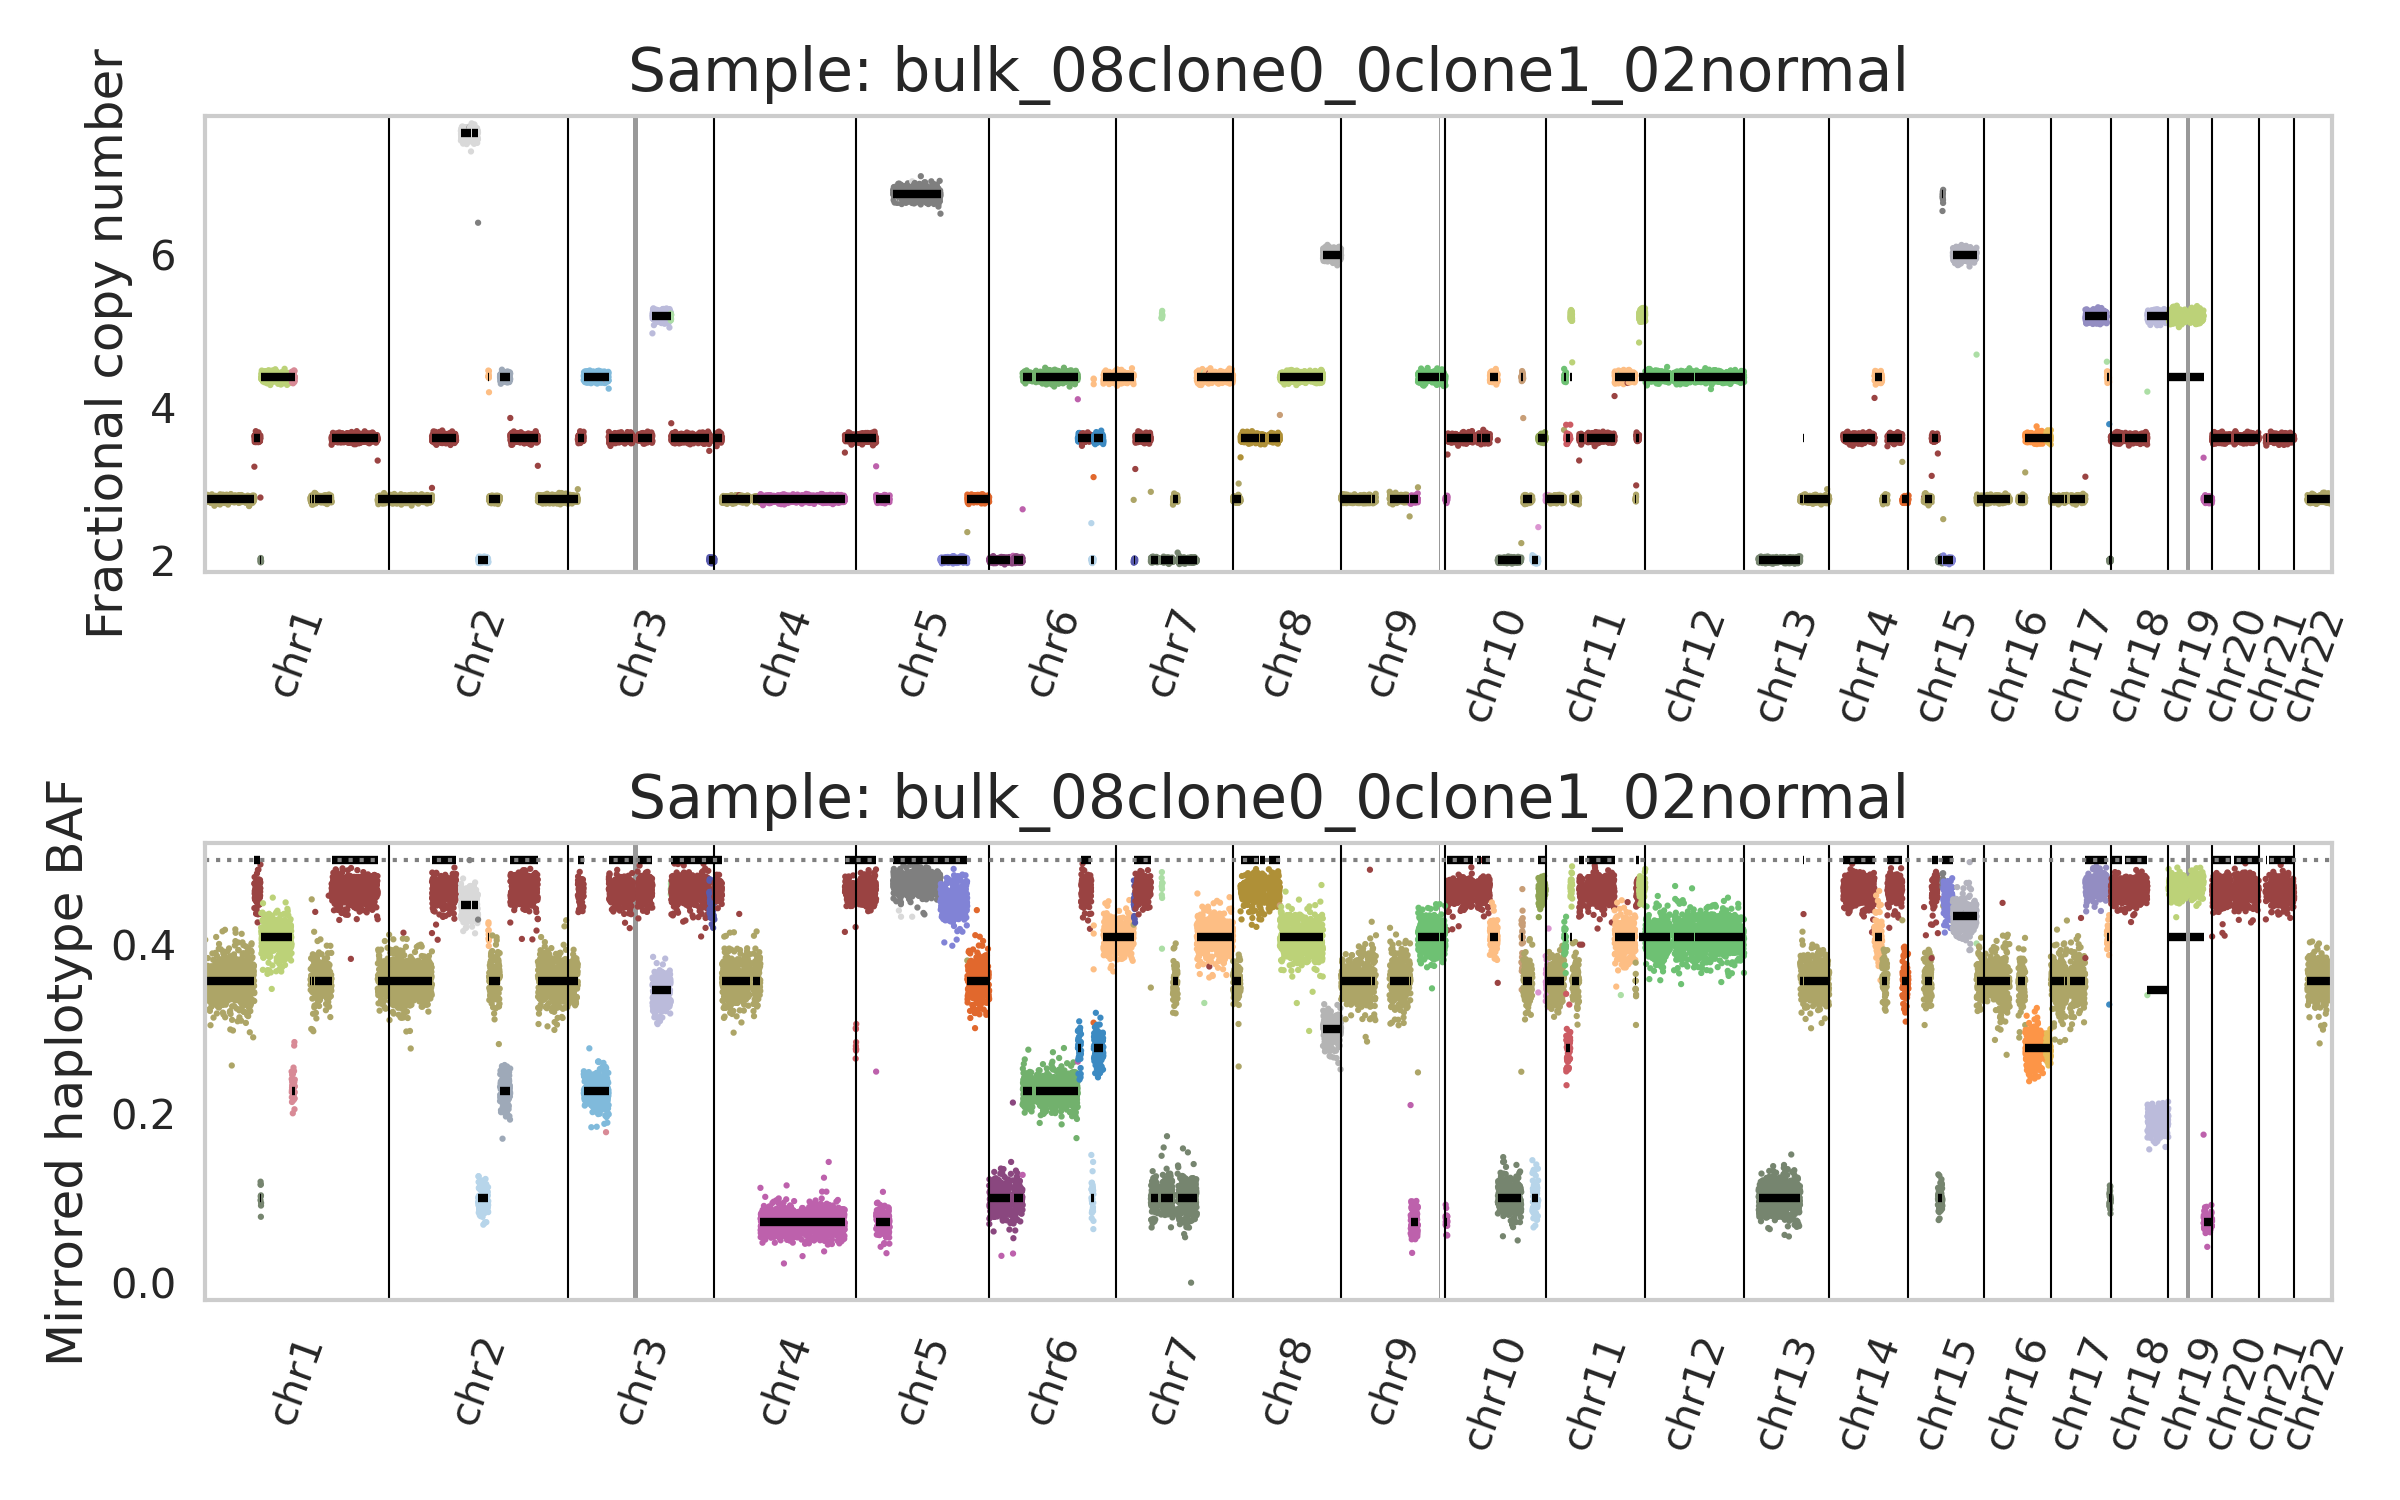 Sample: bulk_08clone0_0clone1_02normal
Fractional copy number
6
4
2
chr1 chr2 chr3 chr4 chr5 chr6 chr7 chr8 chr9 chr10 chr11 chr12 chr13 chr14 chr15 chr16 chr17 chr18 chr19 chr20 chr21 chr22
Sample: bulk_08clone0_0clone1_02normal
Mirrored haplotype BAF
0.4
0.2
0.0
chr1 chr2 chr3 chr4 chr5 chr6 chr7 chr8 chr9 chr10 chr11 chr12 chr13 chr14 chr15 chr16 chr17 chr18 chr19 chr20 chr21 chr22